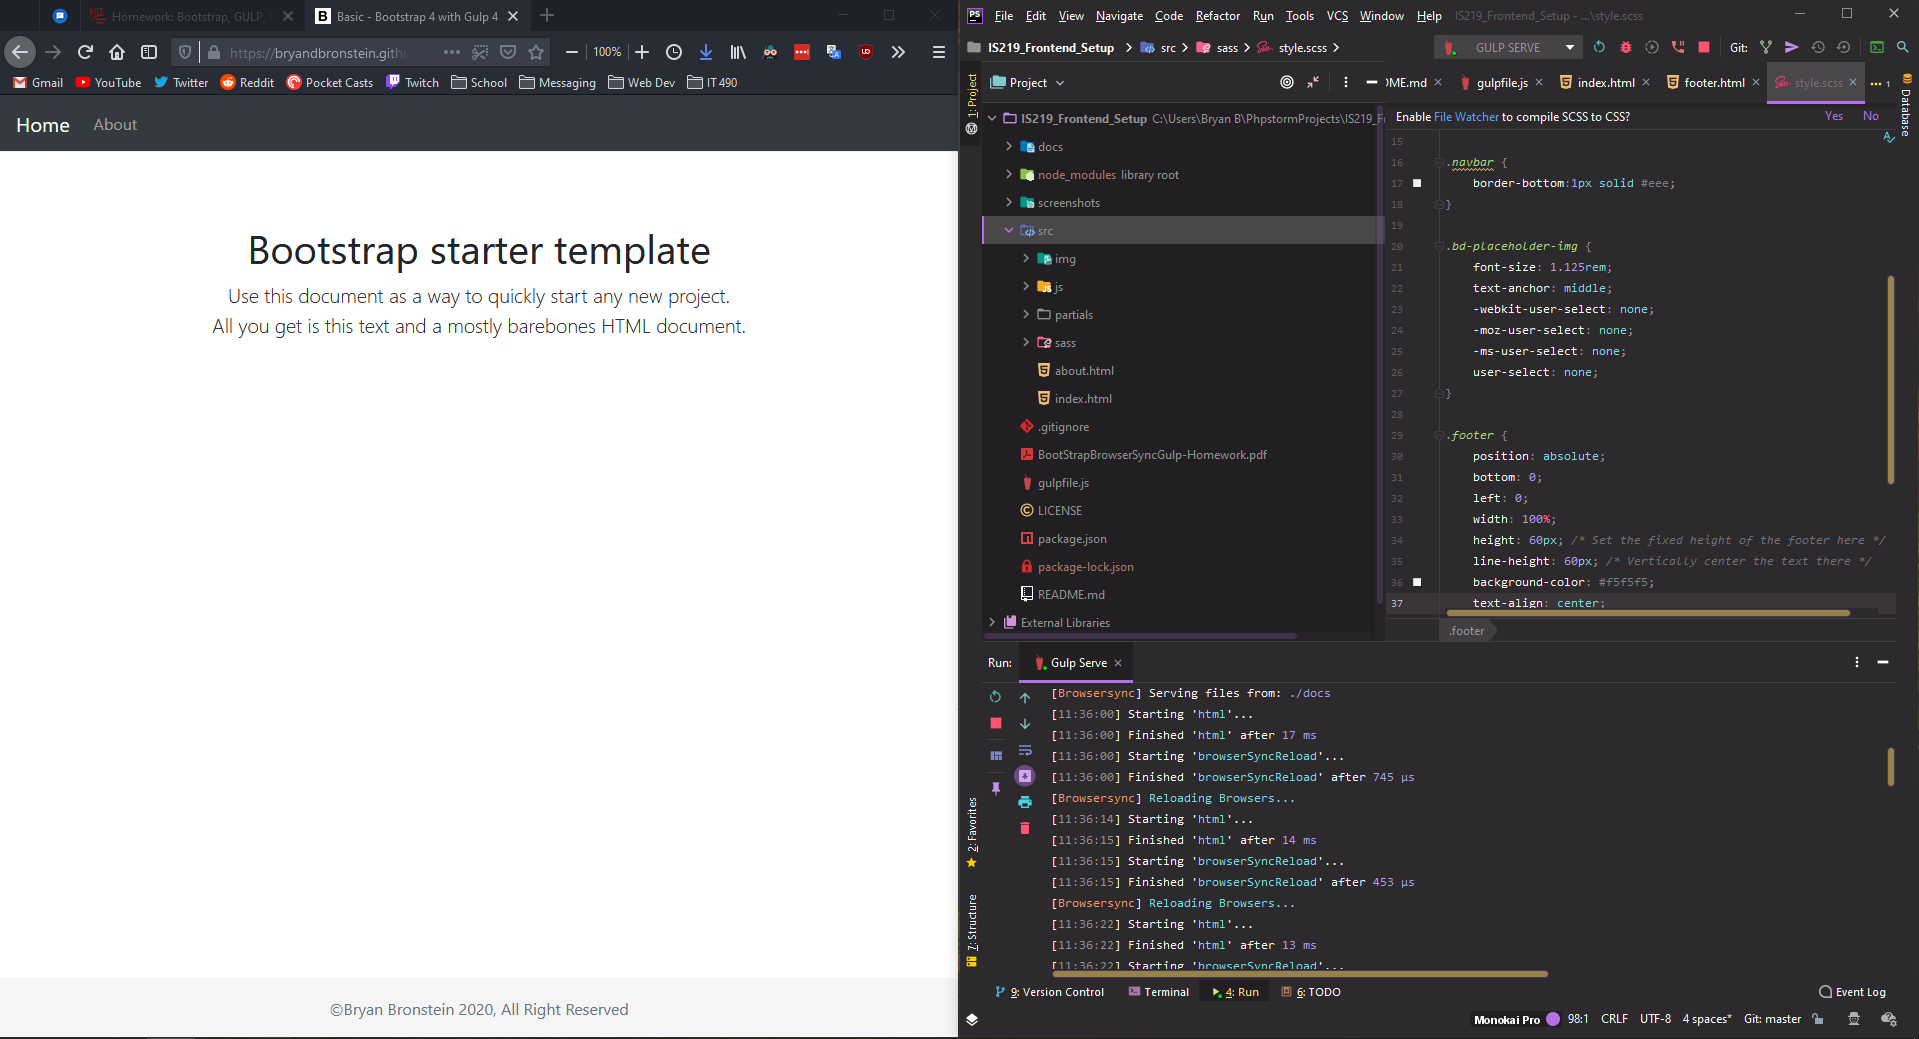 Homework: Bootstrap, GULP,
Basic - Bootstrap 4 with Gulp 4
https://bryandbronstein.gith
100%
Gmail
YouTube
Twitter
Reddit
Pocket Casts
Twitch
School
Messaging
Web Dev
IT 490
Home
About
Bootstrap starter template
Use this document as a way to quickly start any new project.
All you get is this text and a mostly barebones HTML document.
©Bryan Bronstein 2020, All Right Reserved
PS
File Edit View Navigate Code Refactor Run Tools VCS Window Help IS219_Frontend_Setup - ...\style.scss
IS219_Frontend_Setup
src
sass
style.scss
GULP SERVE
Git:
1: Project
Project
IS219_Frontend_Setup C:\Users\Bryan B\PhpstormProjects\IS219_F
docs
node_modules library root
screenshots
src
img
js
partials
sass
about.html
index.html
.gitignore
BootStrapBrowserSyncGulp-Homework.pdf
gulpfile.js
LICENSE
package.json
package-lock.json
README.md
External Libraries
ME.md
gulpfile.js
index.html
footer.html
style.scss
1
Database
Enable File Watcher to compile SCSS to CSS?
Yes
No
15
16 .navbar {
17 border-bottom:1px solid #eee;
18 }
19
20 .bd-placeholder-img {
21 font-size: 1.125rem;
22 text-anchor: middle;
23 -webkit-user-select: none;
24 -moz-user-select: none;
25 -ms-user-select: none;
26 user-select: none;
27 }
28
29 .footer {
30 position: absolute;
31 bottom: 0;
32 left: 0;
33 width: 100%;
34 height: 60px; /* Set the fixed height of the footer here */
35 line-height: 60px; /* Vertically center the text there */
36 background-color: #f5f5f5;
37 text-align: center;
.footer
Run:
Gulp Serve
[Browsersync] Serving files from: ./docs
[11:36:00] Starting 'html'...
[11:36:00] Finished 'html' after 17 ms
[11:36:00] Starting 'browserSyncReload'...
[11:36:00] Finished 'browserSyncReload' after 745 μs
[Browsersync] Reloading Browsers...
[11:36:14] Starting 'html'...
[11:36:15] Finished 'html' after 14 ms
[11:36:15] Starting 'browserSyncReload'...
[11:36:15] Finished 'browserSyncReload' after 453 μs
[Browsersync] Reloading Browsers...
[11:36:22] Starting 'html'...
[11:36:22] Finished 'html' after 13 ms
[11:36:22] Starting 'browserSyncReload'...
2: Favorites
7: Structure
9: Version Control
Terminal
4: Run
6: TODO
Event Log
Monokai Pro
98:1
CRLF
UTF-8
4 spaces*
Git: master